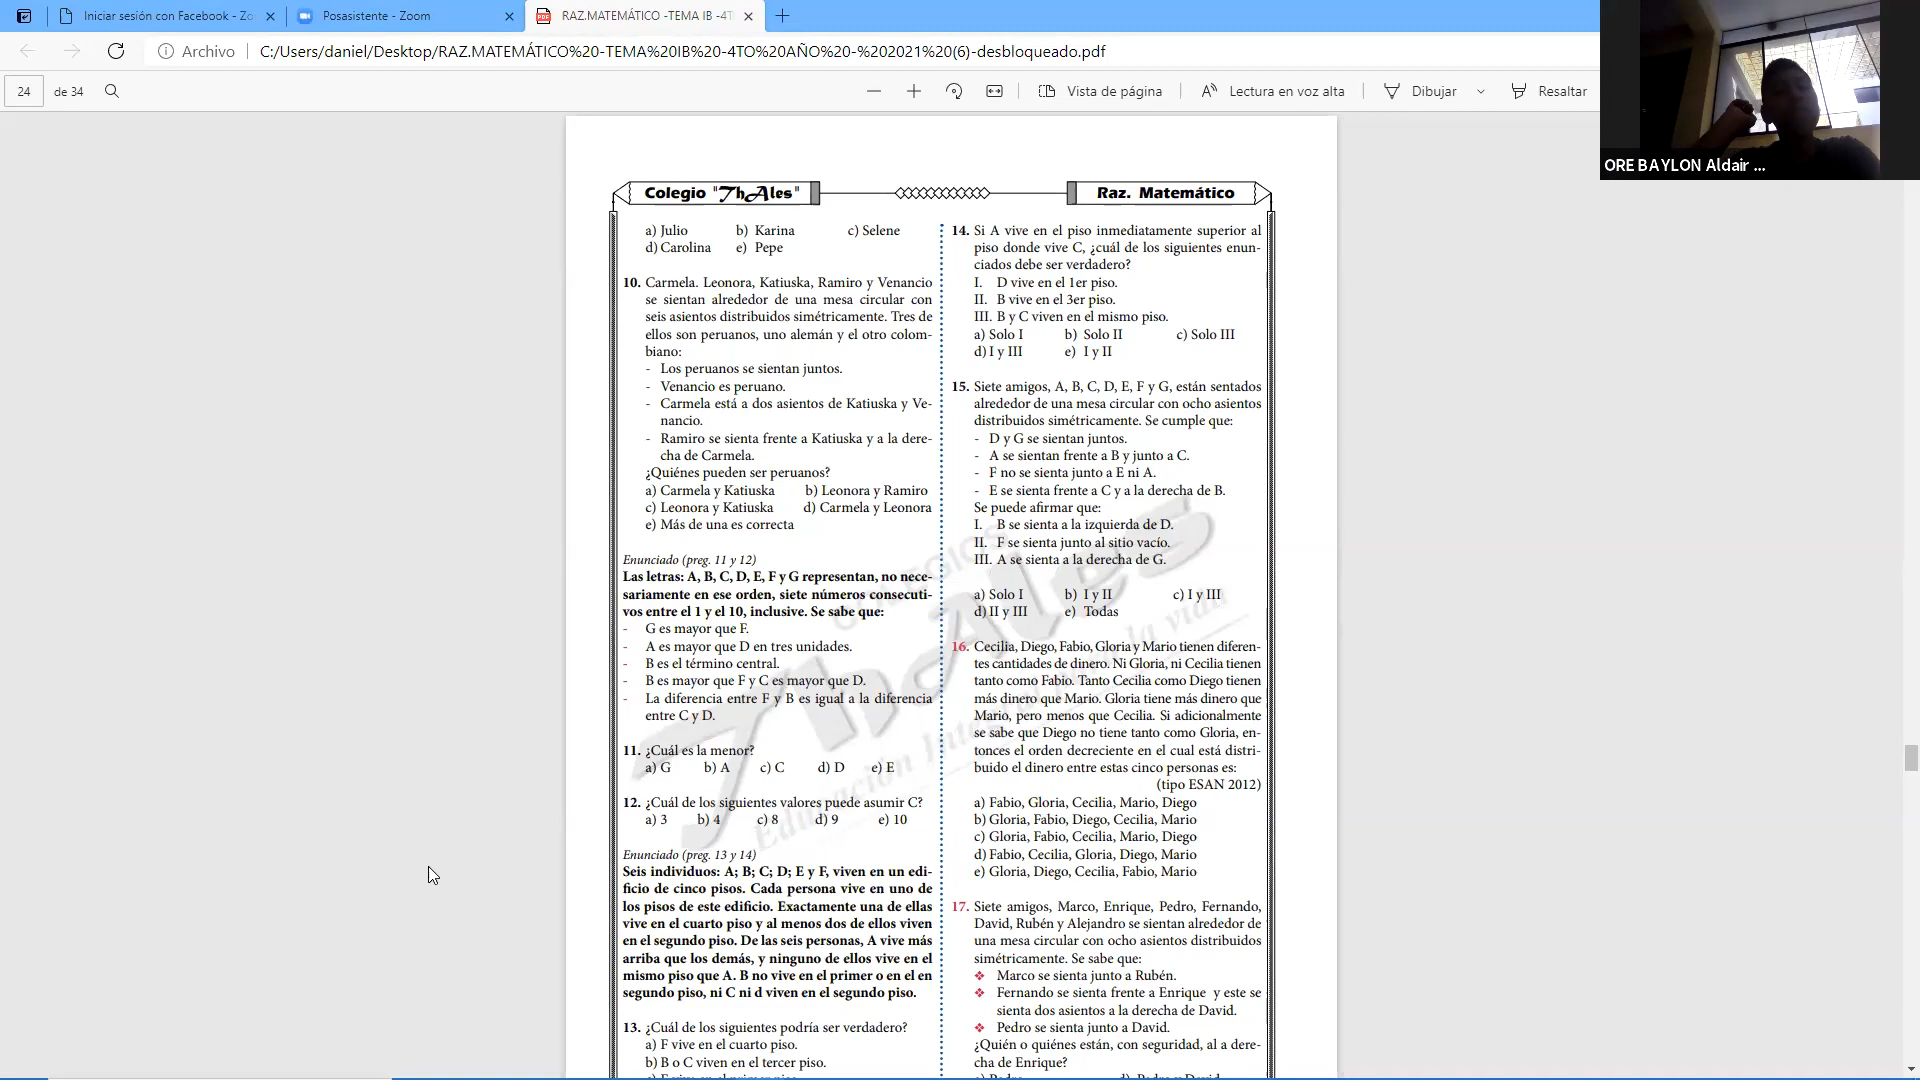 Iniciar sesión con Facebook - Zo
Posasistente - Zoom
RAZ.MATEMÁTICO -TEMA IB -4T
Archivo
C:/Users/daniel/Desktop/RAZ.MATEMÁTICO%20-TEMA%20IB%20-4TO%20AÑO%20-%202021%20(6)-desbloqueado.pdf
24
de 34
Vista de página
Lectura en voz alta
Dibujar
Resaltar
ORE BAYLON Aldair ...
Colegio "ThAles"
Raz. Matemático
a) Julio b) Karina c) Selene
d) Carolina e) Pepe
10. Carmela. Leonora, Katiuska, Ramiro y Venancio
se sientan alrededor de una mesa circular con
seis asientos distribuidos simétricamente. Tres de
ellos son peruanos, uno alemán y el otro colom-
biano:
- Los peruanos se sientan juntos.
- Venancio es peruano.
- Carmela está a dos asientos de Katiuska y Ve-
nancio.
- Ramiro se sienta frente a Katiuska y a la dere-
cha de Carmela.
¿Quiénes pueden ser peruanos?
a) Carmela y Katiuska b) Leonora y Ramiro
c) Leonora y Katiuska d) Carmela y Leonora
e) Más de una es correcta
Enunciado (preg. 11 y 12)
Las letras: A, B, C, D, E, F y G representan, no nece-
sariamente en ese orden, siete números consecuti-
vos entre el 1 y el 10, inclusive. Se sabe que:
- G es mayor que F.
- A es mayor que D en tres unidades.
- B es el término central.
- B es mayor que F y C es mayor que D.
- La diferencia entre F y B es igual a la diferencia
entre C y D.
11. ¿Cuál es la menor?
a) G b) A c) C d) D e) E
12. ¿Cuál de los siguientes valores puede asumir C?
a) 3 b) 4 c) 8 d) 9 e) 10
Enunciado (preg. 13 y 14)
Seis individuos: A; B; C; D; E y F, viven en un edi-
ficio de cinco pisos. Cada persona vive en uno de
los pisos de este edificio. Exactamente una de ellas
vive en el cuarto piso y al menos dos de ellos viven
en el segundo piso. De las seis personas, A vive más
arriba que los demás, y ninguno de ellos vive en el
mismo piso que A. B no vive en el primer o en el en
segundo piso, ni C ni d viven en el segundo piso.
13. ¿Cuál de los siguientes podría ser verdadero?
a) F vive en el cuarto piso.
b) B o C viven en el tercer piso.
14. Si A vive en el piso inmediatamente superior al
piso donde vive C, ¿cuál de los siguientes enun-
ciados debe ser verdadero?
I. D vive en el 1er piso.
II. B vive en el 3er piso.
III. B y C viven en el mismo piso.
a) Solo I b) Solo II c) Solo III
d) I y III e) I y II
15. Siete amigos, A, B, C, D, E, F y G, están sentados
alrededor de una mesa circular con ocho asientos
distribuidos simétricamente. Se cumple que:
- D y G se sientan juntos.
- A se sientan frente a B y junto a C.
- F no se sienta junto a E ni A.
- E se sienta frente a C y a la derecha de B.
Se puede afirmar que:
I. B se sienta a la izquierda de D.
II. F se sienta junto al sitio vacío.
III. A se sienta a la derecha de G.
a) Solo I b) I y II c) I y III
d) II y III e) Todas
16. Cecilia, Diego, Fabio, Gloria y Mario tienen diferen-
tes cantidades de dinero. Ni Gloria, ni Cecilia tienen
tanto como Fabio. Tanto Cecilia como Diego tienen
más dinero que Mario. Gloria tiene más dinero que
Mario, pero menos que Cecilia. Si adicionalmente
se sabe que Diego no tiene tanto como Gloria, en-
tonces el orden decreciente en el cual está distri-
buido el dinero entre estas cinco personas es:
(tipo ESAN 2012)
a) Fabio, Gloria, Cecilia, Mario, Diego
b) Gloria, Fabio, Diego, Cecilia, Mario
c) Gloria, Fabio, Cecilia, Mario, Diego
d) Fabio, Cecilia, Gloria, Diego, Mario
e) Gloria, Diego, Cecilia, Fabio, Mario
17. Siete amigos, Marco, Enrique, Pedro, Fernando,
David, Rubén y Alejandro se sientan alrededor de
una mesa circular con ocho asientos distribuidos
simétricamente. Se sabe que:
❖ Marco se sienta junto a Rubén.
❖ Fernando se sienta frente a Enrique y este se
sienta dos asientos a la derecha de David.
❖ Pedro se sienta junto a David.
¿Quién o quiénes están, con seguridad, al a dere-
cha de Enrique?
COLEGIOS
Thales
Educación Integral para la vida